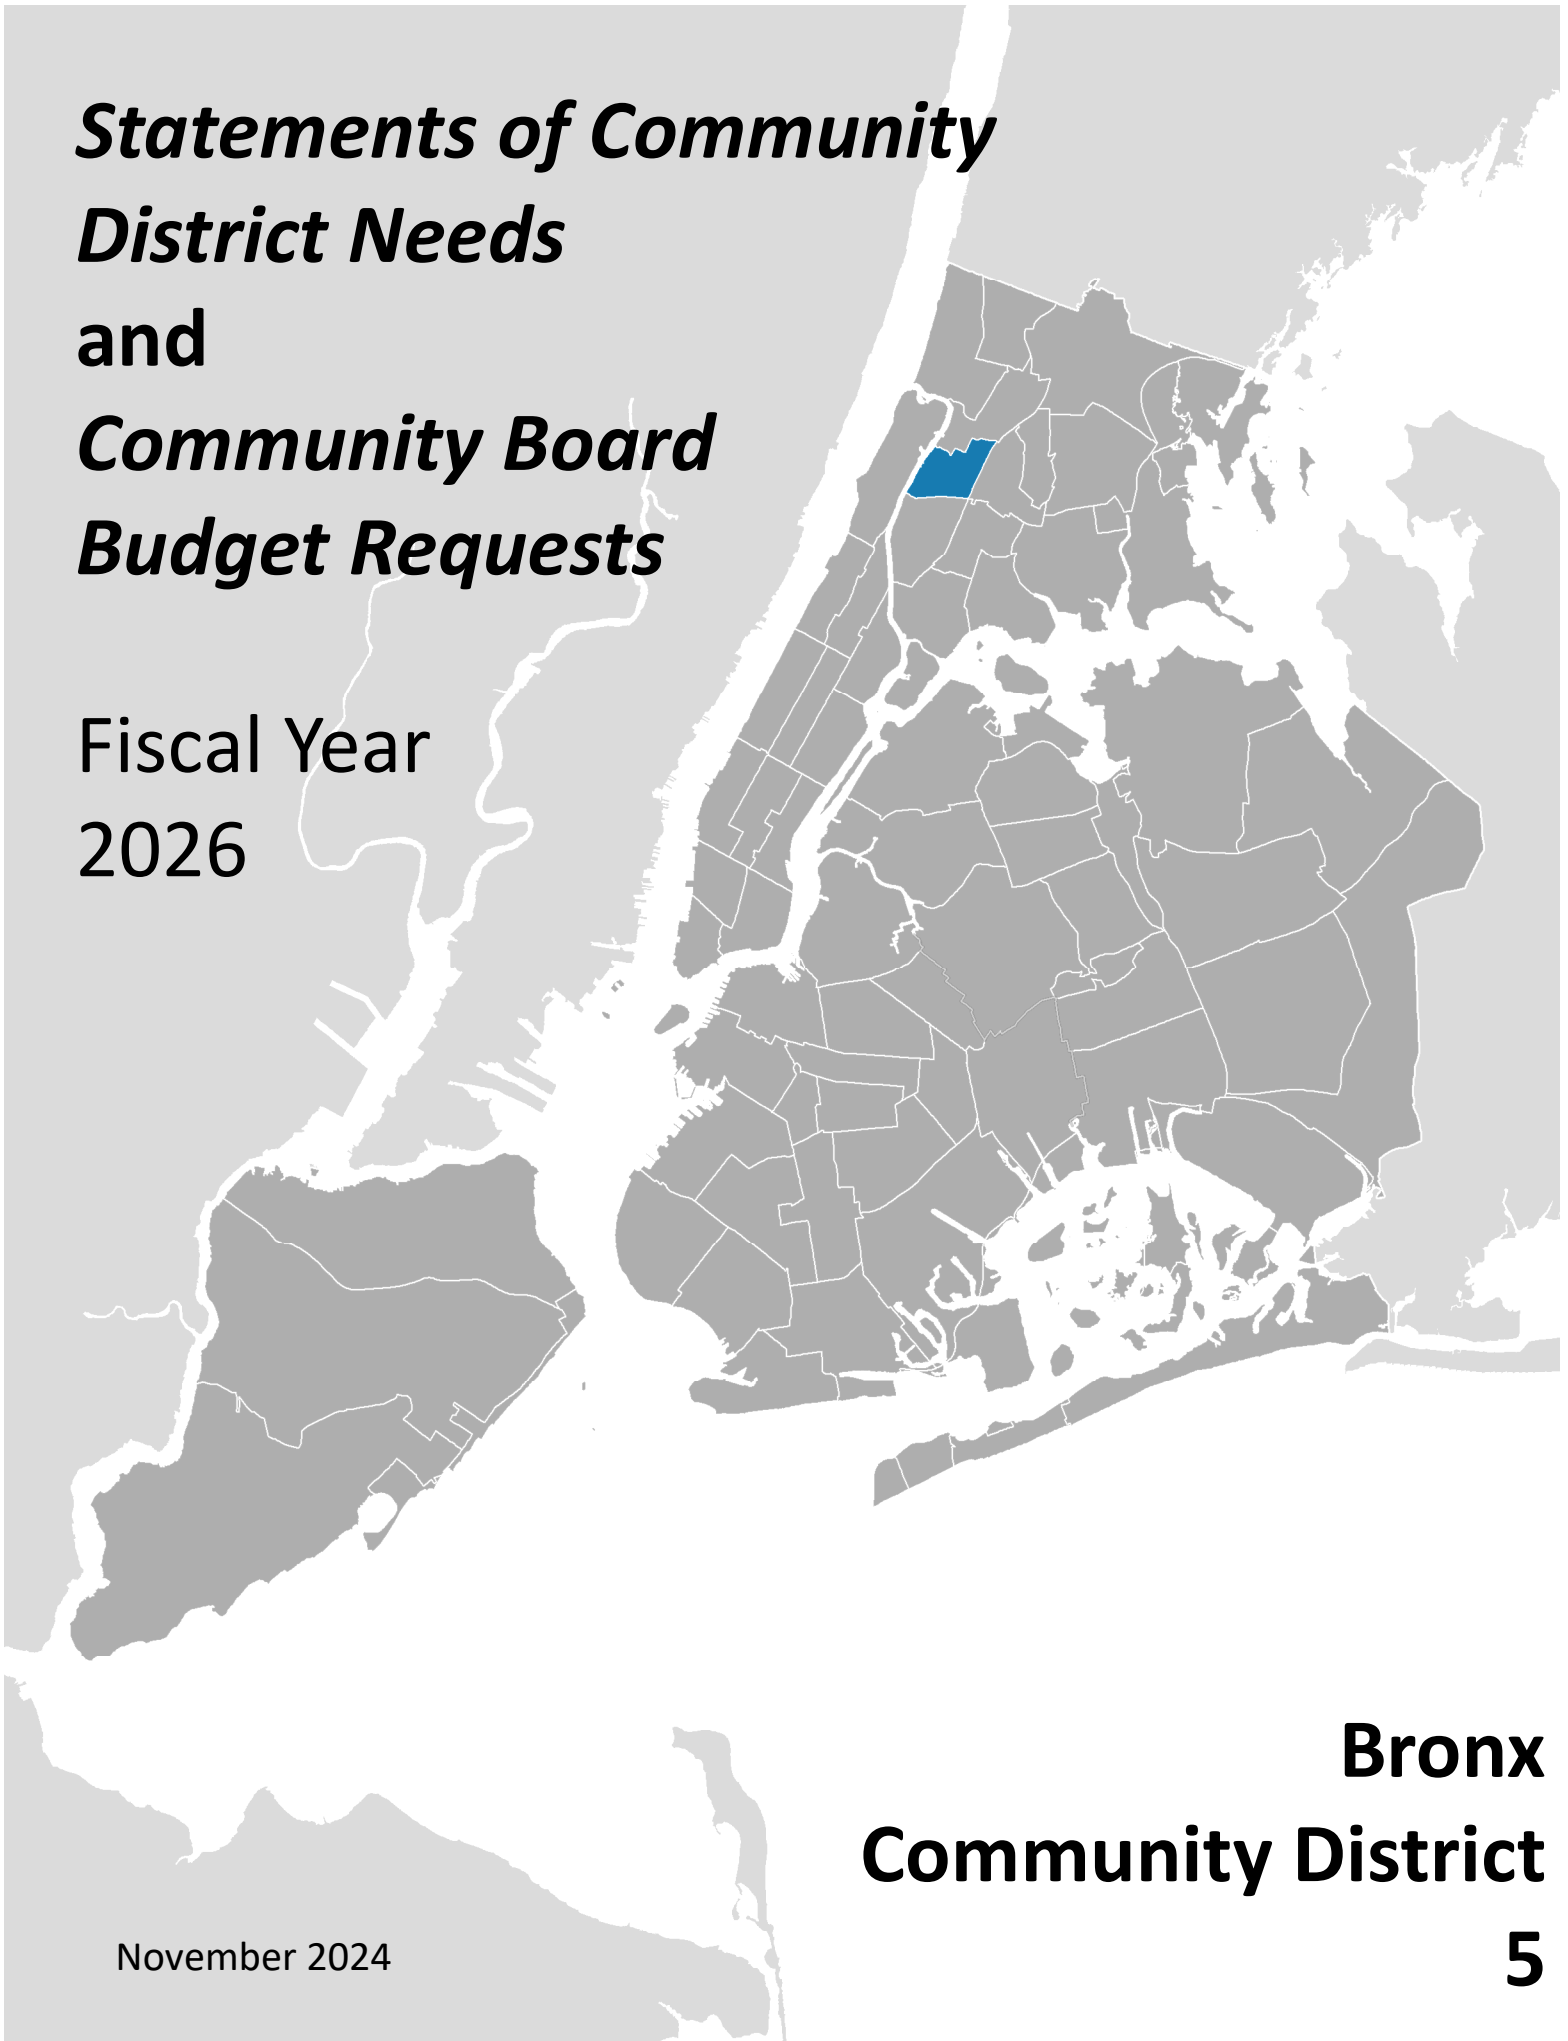 Statements of Community
District Needs
and
Community Board
Budget Requests
Fiscal Year
2026
Bronx
Community District
5
November 2024